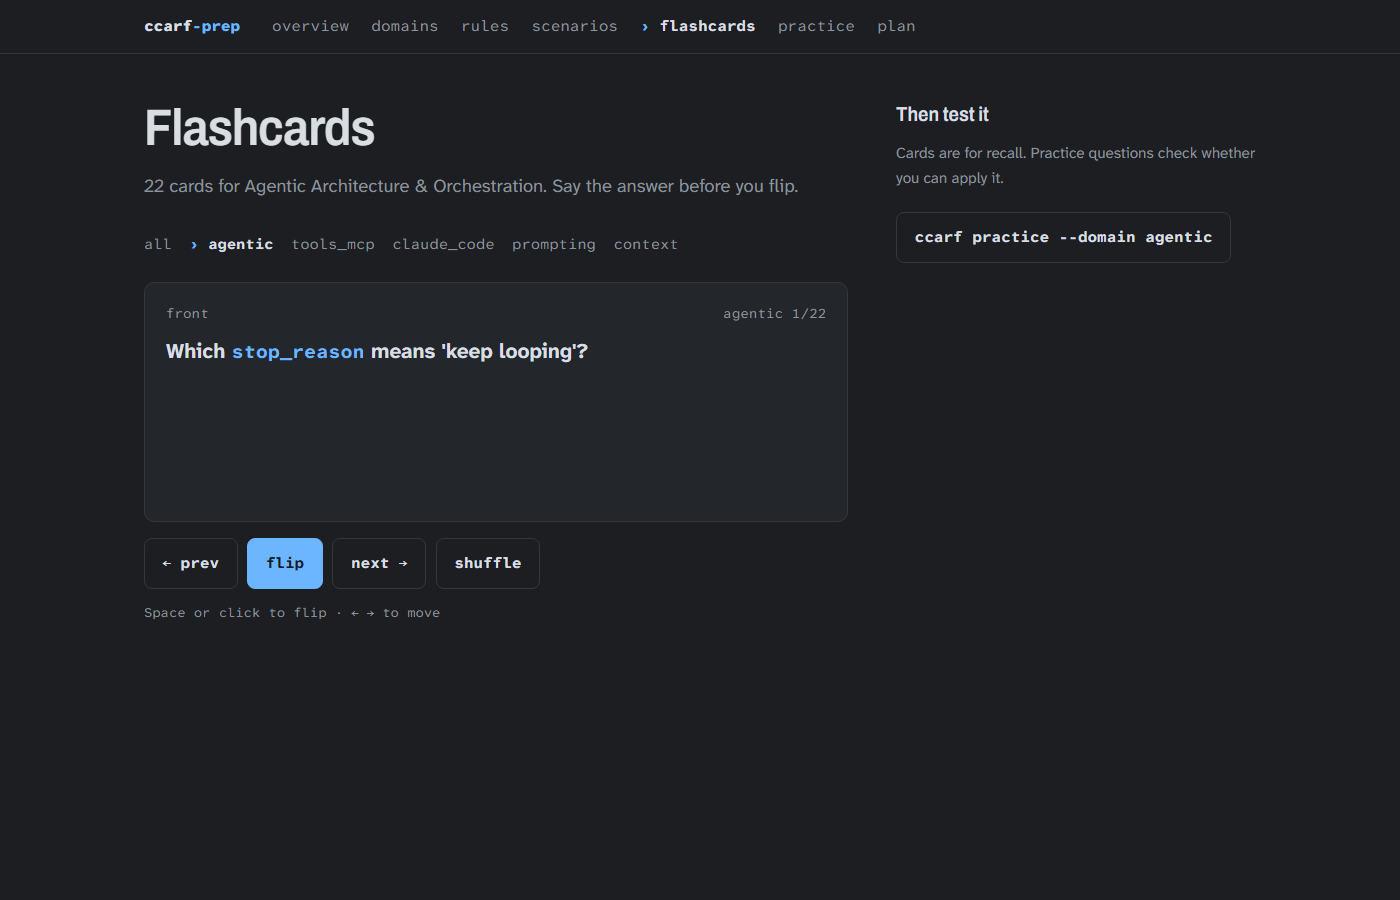 ccarf-prep overview domains rules scenarios › flashcards practice plan
Flashcards
22 cards for Agentic Architecture & Orchestration. Say the answer before you flip.
all › agentic tools_mcp claude_code prompting context
front agentic 1/22
Which stop_reason means 'keep looping'?
← prev flip next → shuffle
Space or click to flip · ← → to move
Then test it
Cards are for recall. Practice questions check whether
you can apply it.
ccarf practice --domain agentic